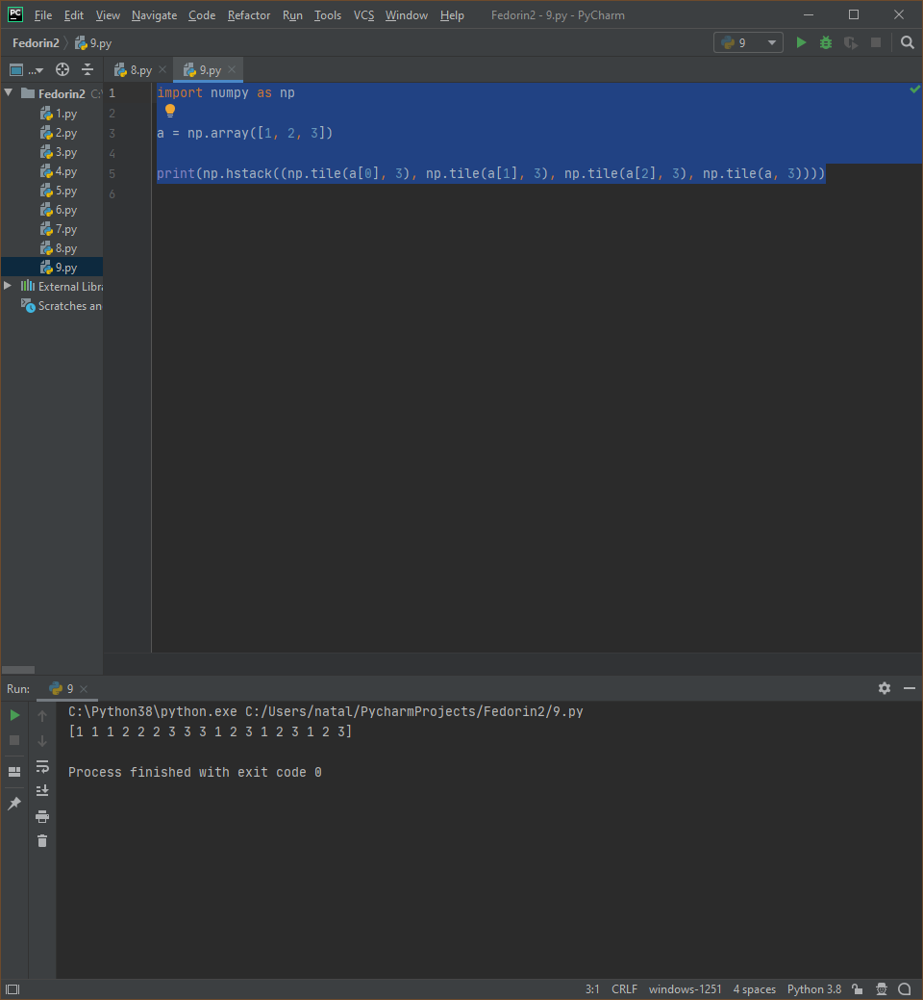 PC File Edit View Navigate Code Refactor Run Tools VCS Window Help Fedorin2 - 9.py - PyCharm
Fedorin2 9.py 9
... 8.py 9.py
Fedorin2 C:\
1.py
2.py
3.py
4.py
5.py
6.py
7.py
8.py
9.py
External Libra
Scratches an
1 import numpy as np
2
3 a = np.array([1, 2, 3])
4
5 print(np.hstack((np.tile(a[0], 3), np.tile(a[1], 3), np.tile(a[2], 3), np.tile(a, 3))))
6
Run: 9
C:\Python38\python.exe C:/Users/natal/PycharmProjects/Fedorin2/9.py
[1 1 1 2 2 2 3 3 3 1 2 3 1 2 3 1 2 3]
Process finished with exit code 0
3:1 CRLF windows-1251 4 spaces Python 3.8